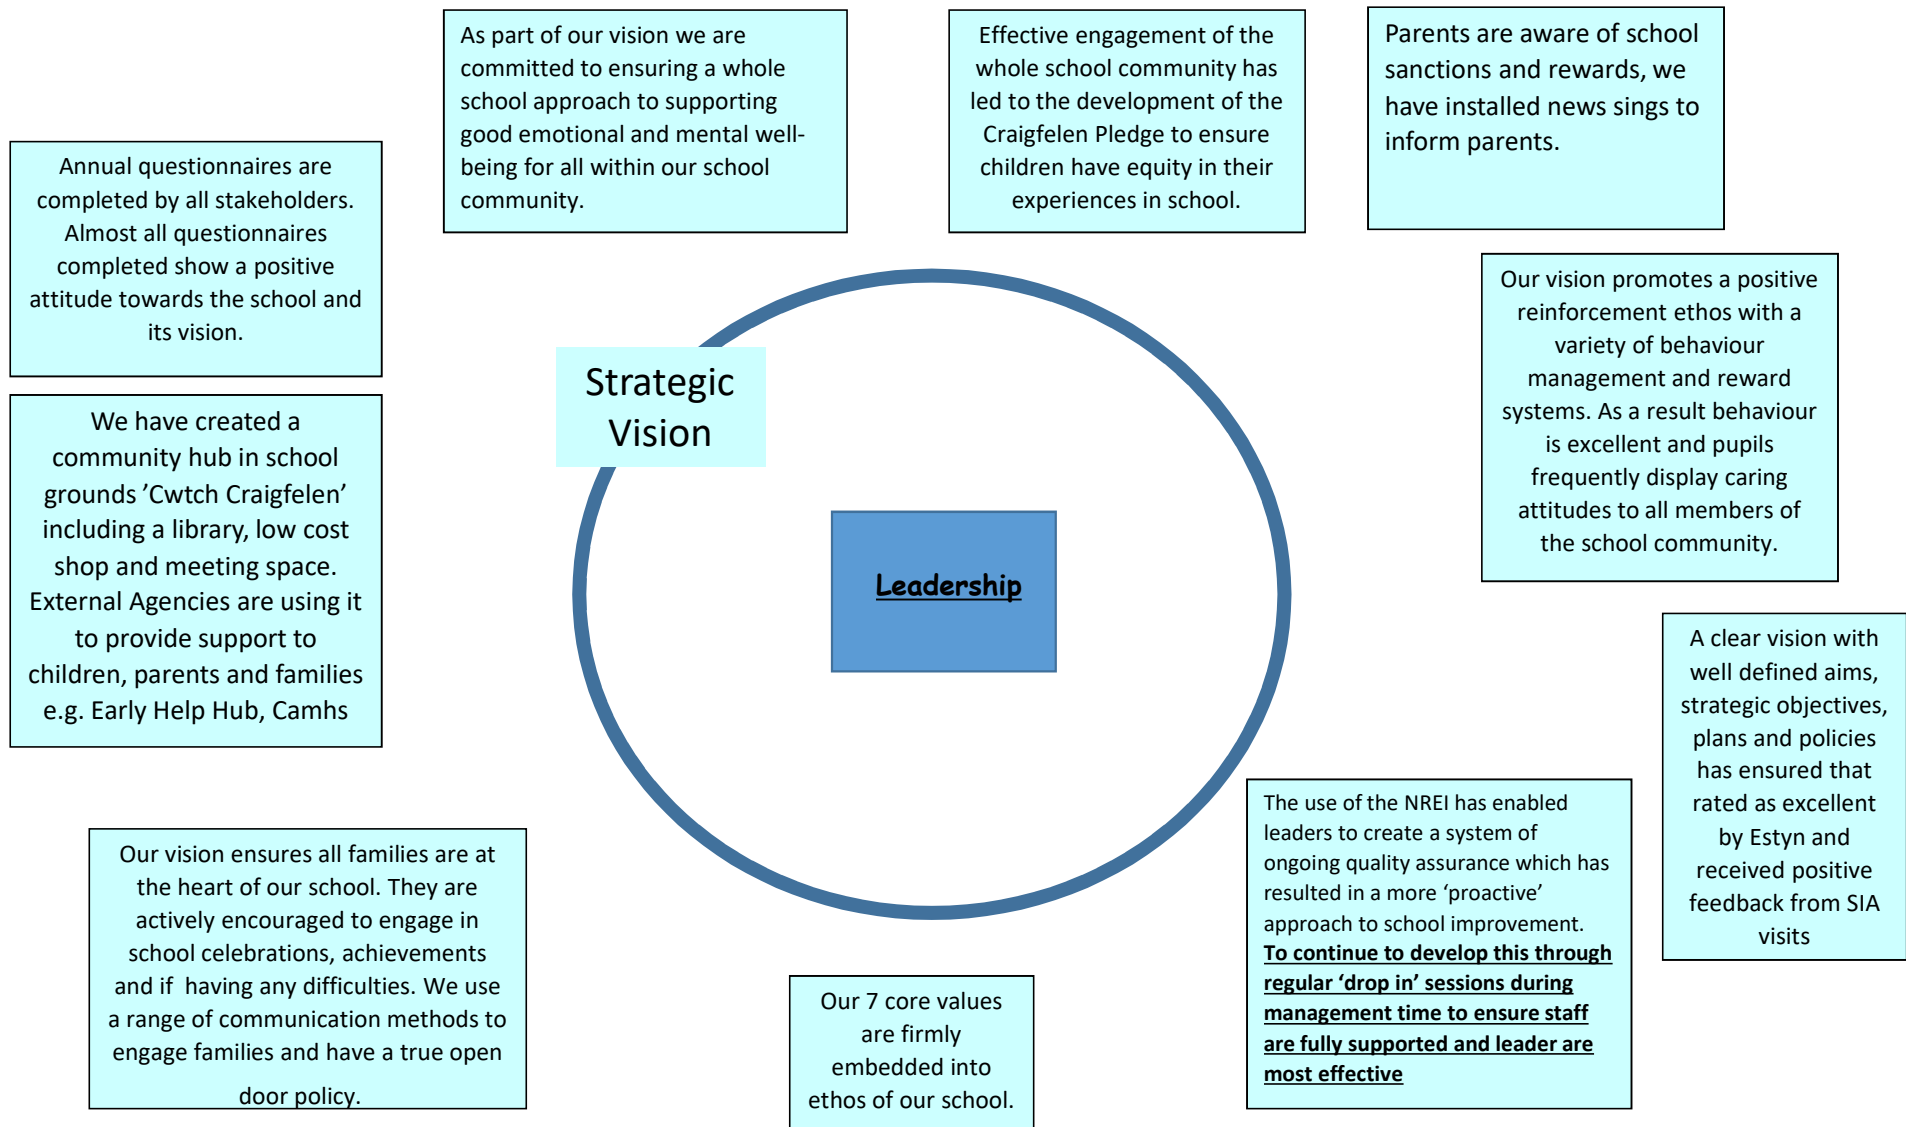 As part of our vision we are
committed to ensuring a whole
school approach to supporting
good emotional and mental well-
being for all within our school
community.
Effective engagement of the
whole school community has
led to the development of the
Craigfelen Pledge to ensure
children have equity in their
experiences in school.
Parents are aware of school
sanctions and rewards, we
have installed news sings to
inform parents.
Annual questionnaires are
completed by all stakeholders.
Almost all questionnaires
completed show a positive
attitude towards the school and
its vision.
Our vision promotes a positive
reinforcement ethos with a
variety of behaviour
management and reward
systems. As a result behaviour
is excellent and pupils
frequently display caring
attitudes to all members of
the school community.
Strategic
Vision
We have created a
community hub in school
grounds ’Cwtch Craigfelen’
including a library, low cost
shop and meeting space.
External Agencies are using it
to provide support to
children, parents and families
e.g. Early Help Hub, Camhs
Leadership
A clear vision with
well defined aims,
strategic objectives,
plans and policies
has ensured that
rated as excellent
by Estyn and
received positive
feedback from SIA
visits
The use of the NREI has enabled
leaders to create a system of
ongoing quality assurance which has
resulted in a more ‘proactive’
approach to school improvement.
To continue to develop this through
regular ‘drop in’ sessions during
management time to ensure staff
are fully supported and leader are
most effective
Our vision ensures all families are at
the heart of our school. They are
actively encouraged to engage in
school celebrations, achievements
and if having any difficulties. We use
a range of communication methods to
engage families and have a true open
door policy.
Our 7 core values
are firmly
embedded into
ethos of our school.